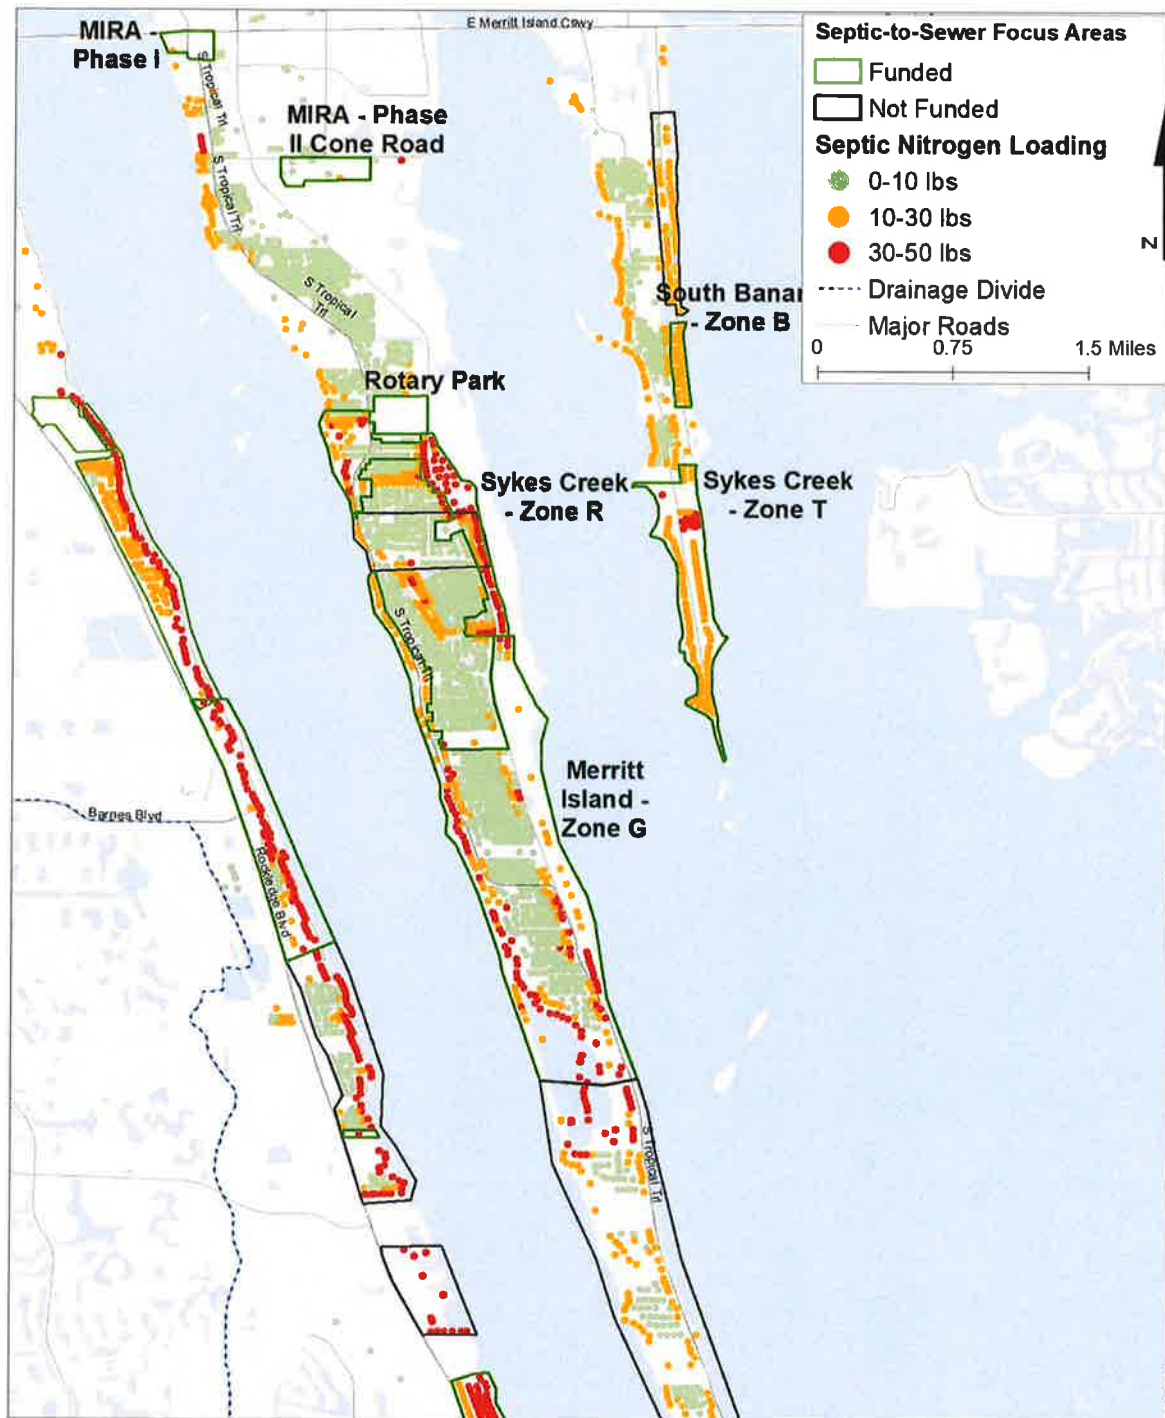 E Merritt Island Cswy
MIRA -
Phase I
S Tropical Trl
MIRA - Phase
II Cone Road
S Tropical Trl
S Tropical
Trl
Rotary Park
South Banan
- Zone B
Sykes Creek
- Zone R
Sykes Creek
- Zone T
S Tropical Trl
Merritt
Island -
Zone G
Barnes Blvd
Rockledge Blvd
S Tropical Trl
Septic-to-Sewer Focus Areas
Funded
Not Funded
Septic Nitrogen Loading
0-10 lbs
10-30 lbs
30-50 lbs
Drainage Divide
Major Roads
0 0.75 1.5 Miles
Z